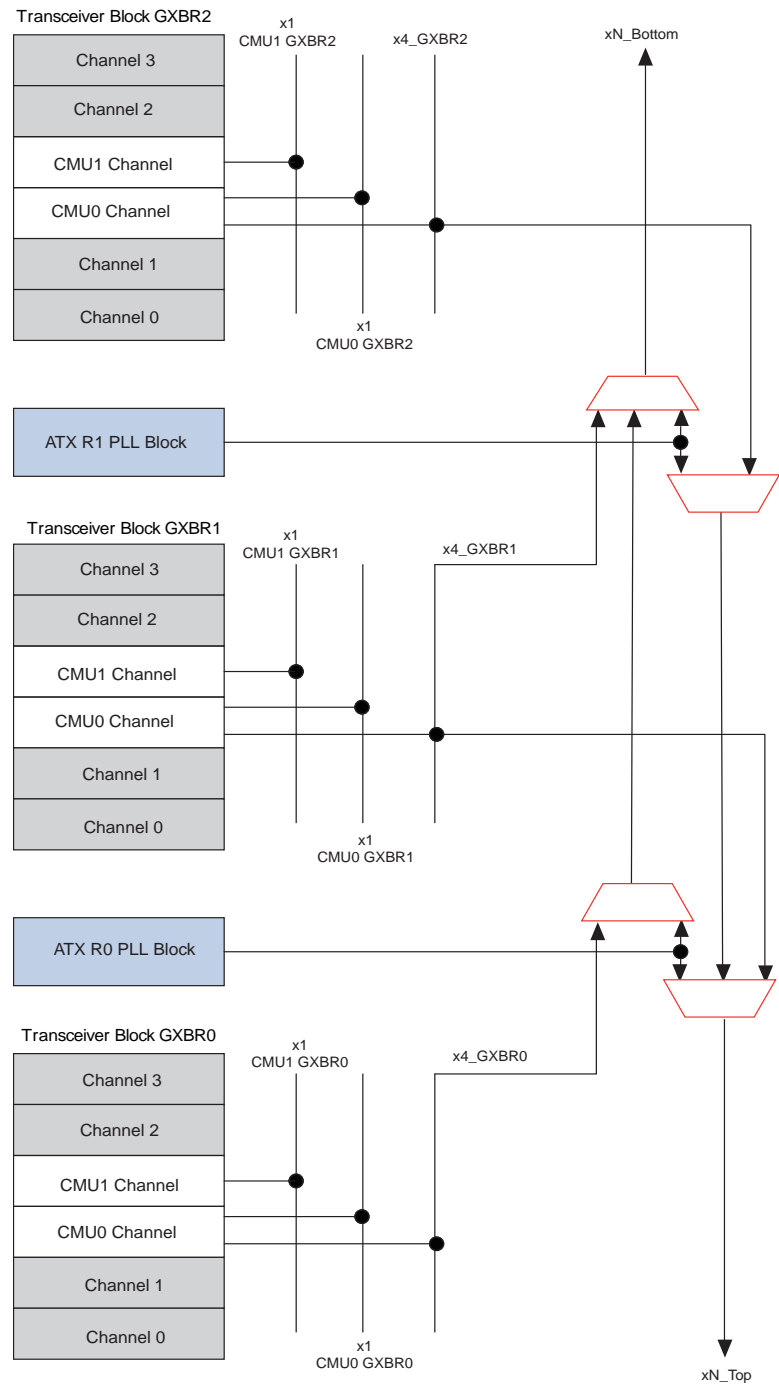 Transceiver Block GXBR2
x1
CMU1 GXBR2
x4_GXBR2
xN_Bottom
Channel 3
Channel 2
CMU1 Channel
CMU0 Channel
Channel 1
Channel 0
x1
CMU0 GXBR2
ATX R1 PLL Block
Transceiver Block GXBR1
x1
CMU1 GXBR1
x4_GXBR1
Channel 3
Channel 2
CMU1 Channel
CMU0 Channel
Channel 1
Channel 0
x1
CMU0 GXBR1
ATX R0 PLL Block
Transceiver Block GXBR0
x1
CMU1 GXBR0
x4_GXBR0
Channel 3
Channel 2
CMU1 Channel
CMU0 Channel
Channel 1
Channel 0
x1
CMU0 GXBR0
xN_Top